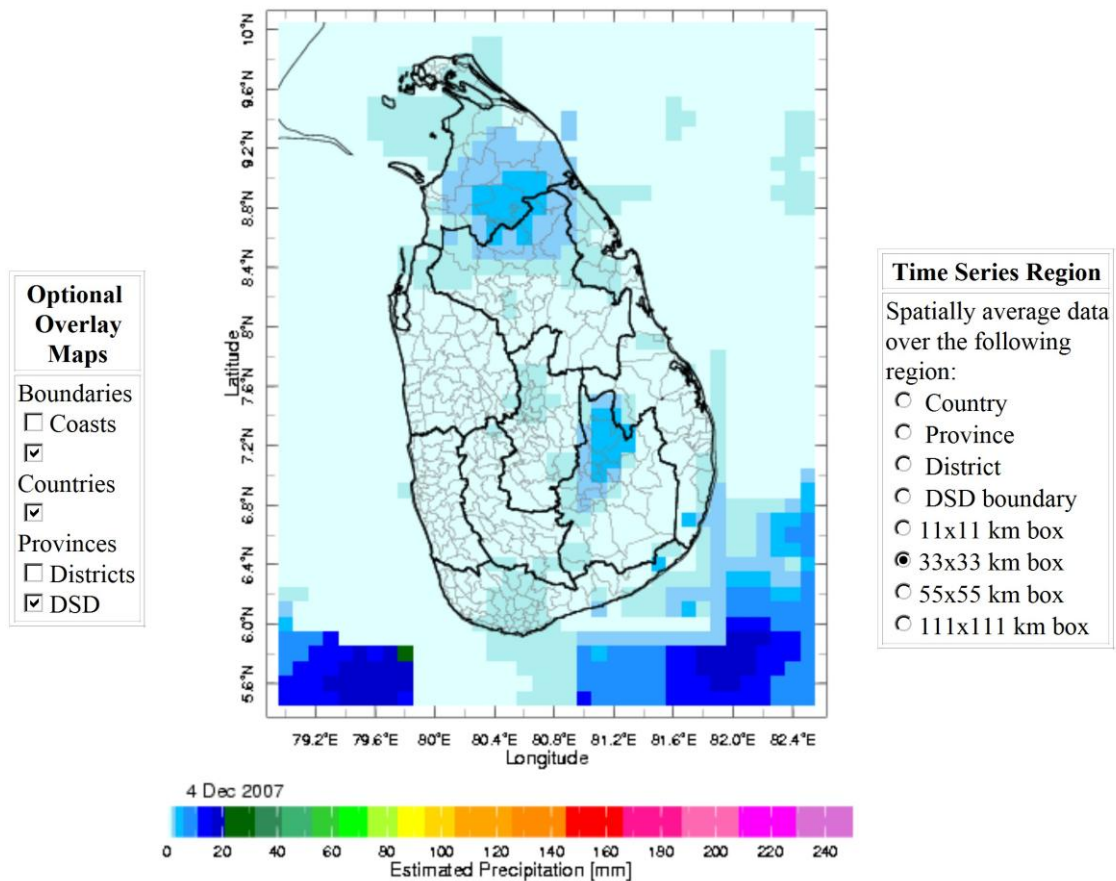 Optional
Overlay
Maps
Boundaries
Coasts
Countries
Provinces
Districts
DSD
10°N
9.6°N
9.2°N
8.8°N
8.4°N
8°N
7.6°N
7.2°N
6.8°N
6.4°N
6.0°N
5.6°N
Latitude
79.2°E 79.6°E 80°E 80.4°E 80.8°E 81.2°E 81.6°E 82.0°E 82.4°E
Longitude
4 Dec 2007
0 20 40 60 80 100 120 140 160 180 200 220 240
Estimated Precipitation [mm]
Time Series Region
Spatially average data
over the following
region:
Country
Province
District
DSD boundary
11x11 km box
33x33 km box
55x55 km box
111x111 km box